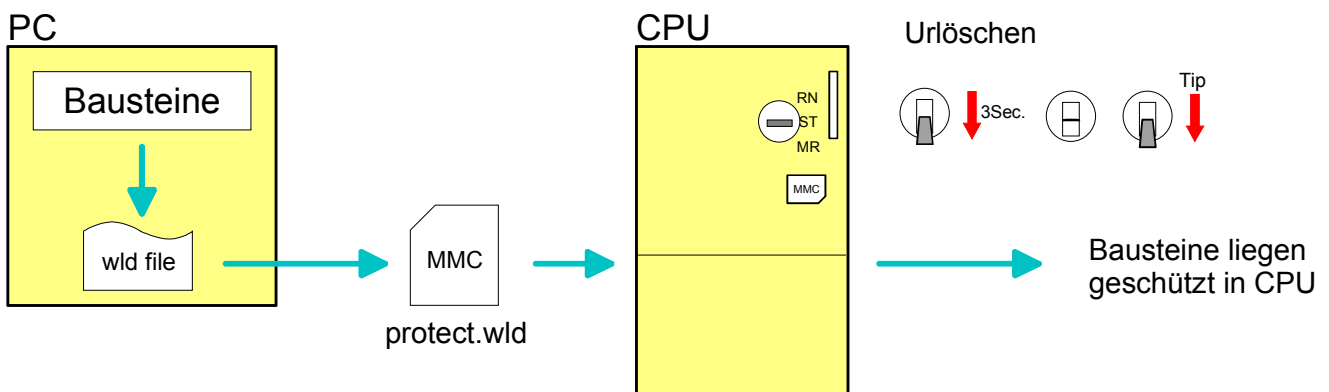 PC
Bausteine
wld file
MMC
protect.wld
CPU
RN
ST
MR
MMC
Urlöschen
3Sec.
Tip
Bausteine liegen
geschützt in CPU